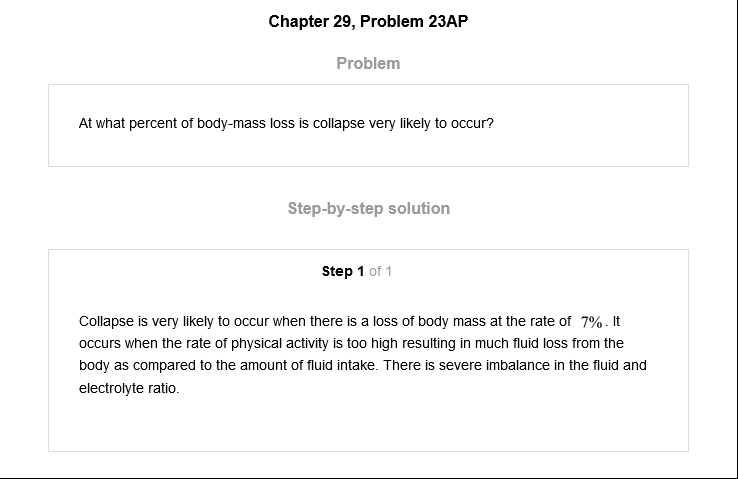 Chapter 29, Problem 23AP
Problem
At what percent of body-mass loss is collapse very likely to occur?
Step-by-step solution
Step 1 of 1
Collapse is very likely to occur when there is a loss of body mass at the rate of 7%. It
occurs when the rate of physical activity is too high resulting in much fluid loss from the
body as compared to the amount of fluid intake. There is severe imbalance in the fluid and
electrolyte ratio.